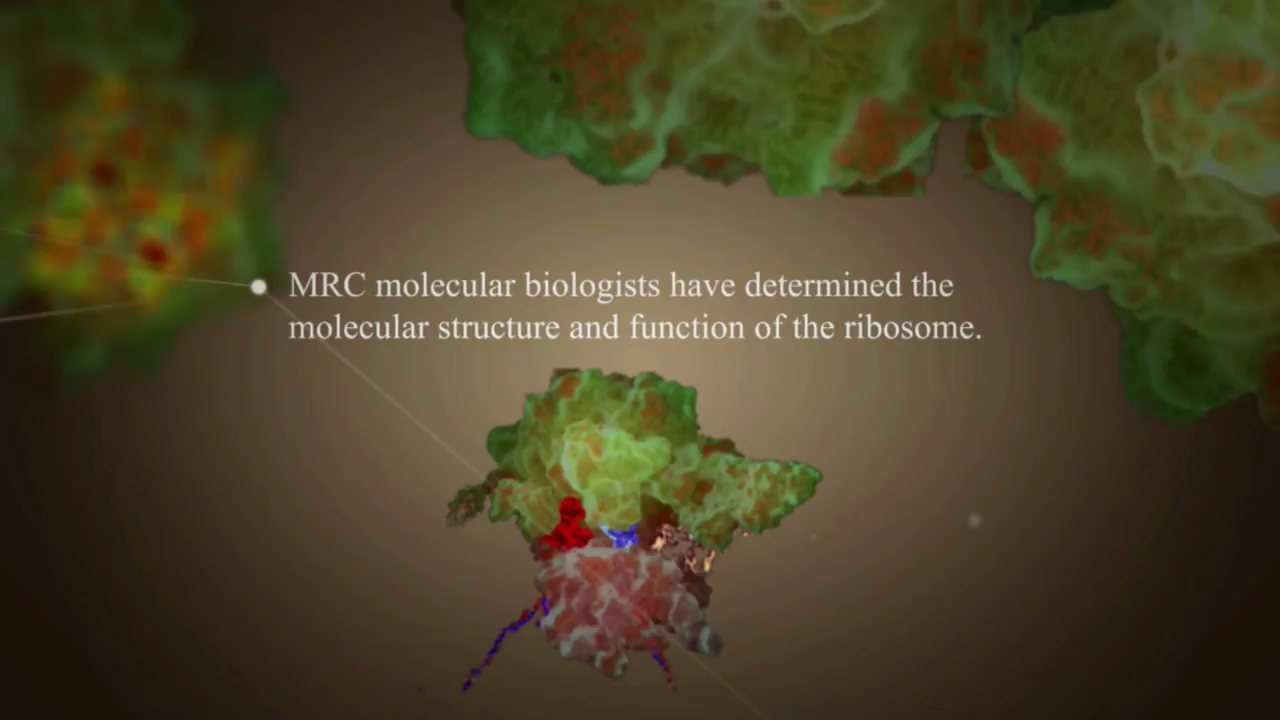 MRC molecular biologists have determined the
molecular structure and function of the ribosome.